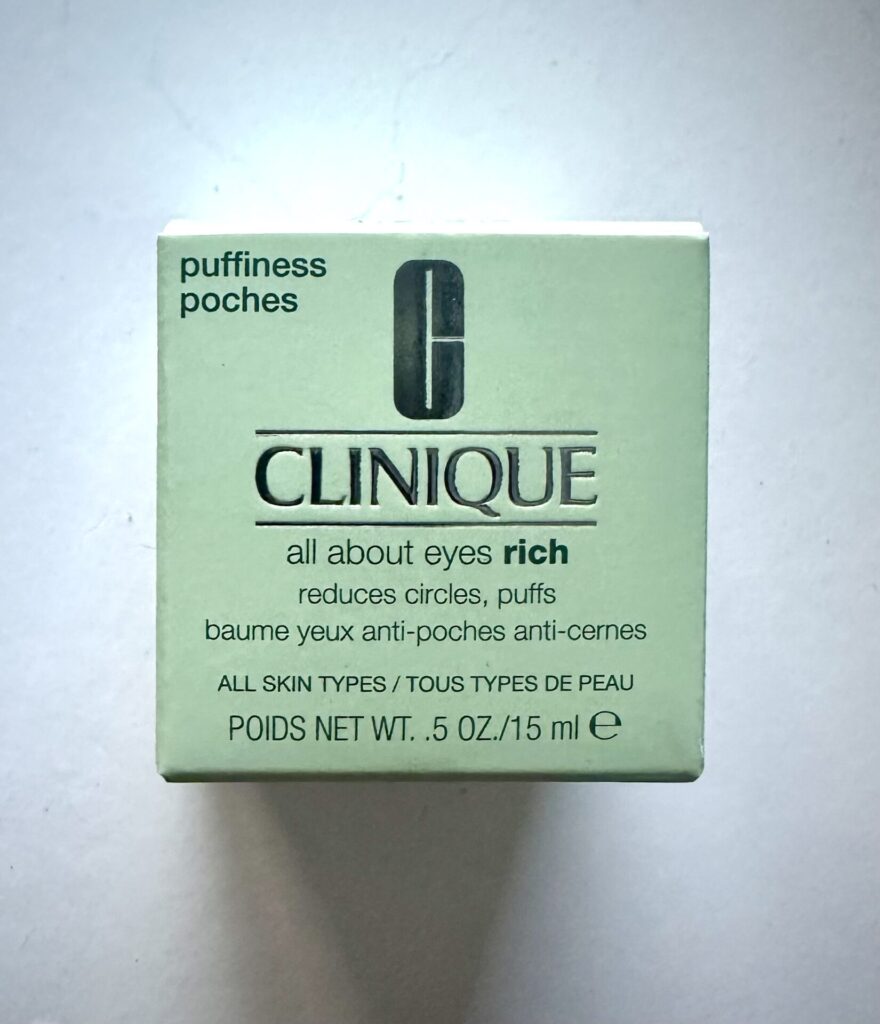 puffiness
poches
C
CLINIQUE
all about eyes rich
reduces circles, puffs
baume yeux anti-poches anti-cernes
ALL SKIN TYPES / TOUS TYPES DE PEAU
POIDS NET WT. .5 OZ./15 ml ℮